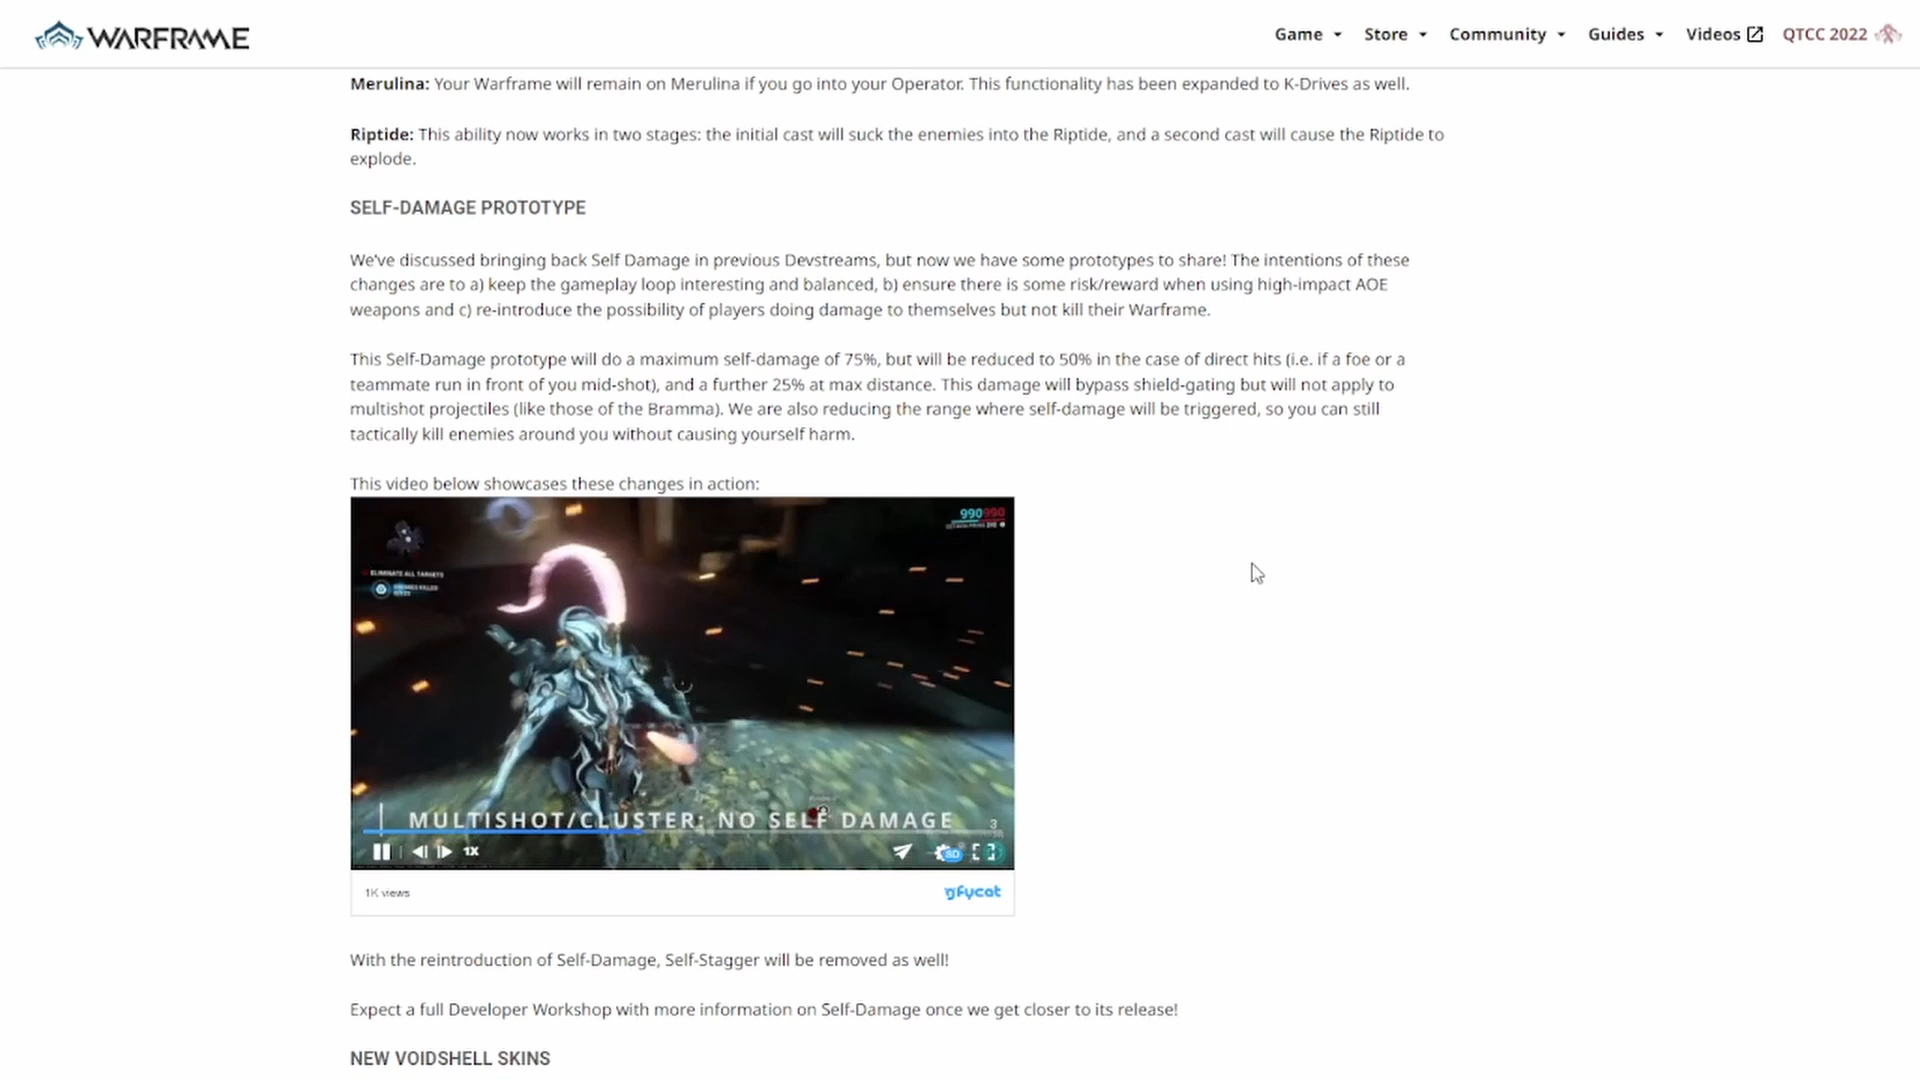 WARFRAME
Game Store Community Guides Videos QTCC 2022
Merulina: Your Warframe will remain on Merulina if you go into your Operator. This functionality has been expanded to K-Drives as well.
Riptide: This ability now works in two stages: the initial cast will suck the enemies into the Riptide, and a second cast will cause the Riptide to
explode.
SELF-DAMAGE PROTOTYPE
We've discussed bringing back Self Damage in previous Devstreams, but now we have some prototypes to share! The intentions of these
changes are to a) keep the gameplay loop interesting and balanced, b) ensure there is some risk/reward when using high-impact AOE
weapons and c) re-introduce the possibility of players doing damage to themselves but not kill their Warframe.
This Self-Damage prototype will do a maximum self-damage of 75%, but will be reduced to 50% in the case of direct hits (i.e. if a foe or a
teammate run in front of you mid-shot), and a further 25% at max distance. This damage will bypass shield-gating but will not apply to
multishot projectiles (like those of the Bramma). We are also reducing the range where self-damage will be triggered, so you can still
tactically kill enemies around you without causing yourself harm.
This video below showcases these changes in action:
990 990
ELIMINATE ALL TARGETS
ENEMIES KILLED
MULTISHOT/CLUSTER: NO SELF DAMAGE
3
1X SD
1K views gfycat
With the reintroduction of Self-Damage, Self-Stagger will be removed as well!
Expect a full Developer Workshop with more information on Self-Damage once we get closer to its release!
NEW VOIDSHELL SKINS